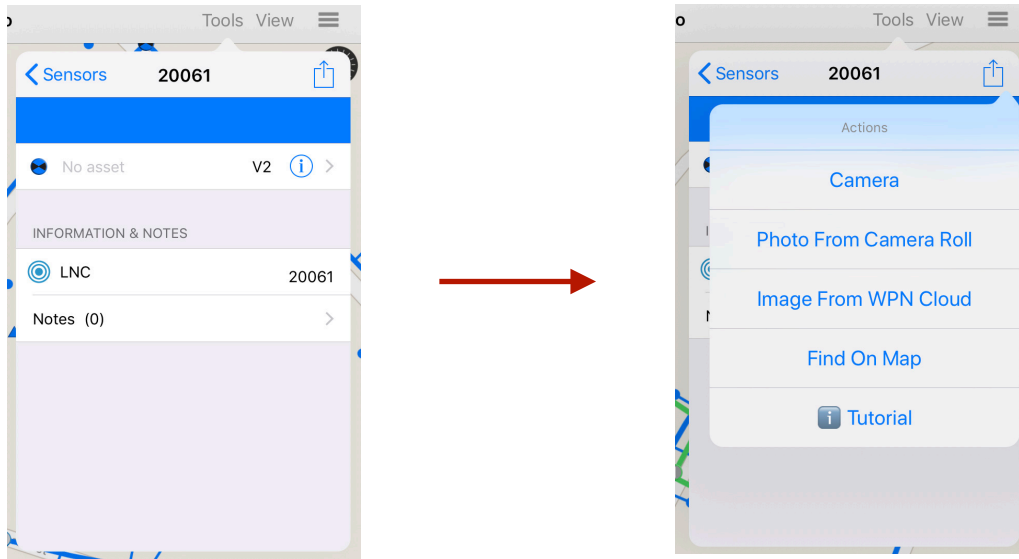 Tools View
Sensors 20061
No asset V2
INFORMATION & NOTES
LNC 20061
Notes (0)
Tools View
Sensors 20061
Actions
Camera
Photo From Camera Roll
Image From WPN Cloud
Find On Map
Tutorial